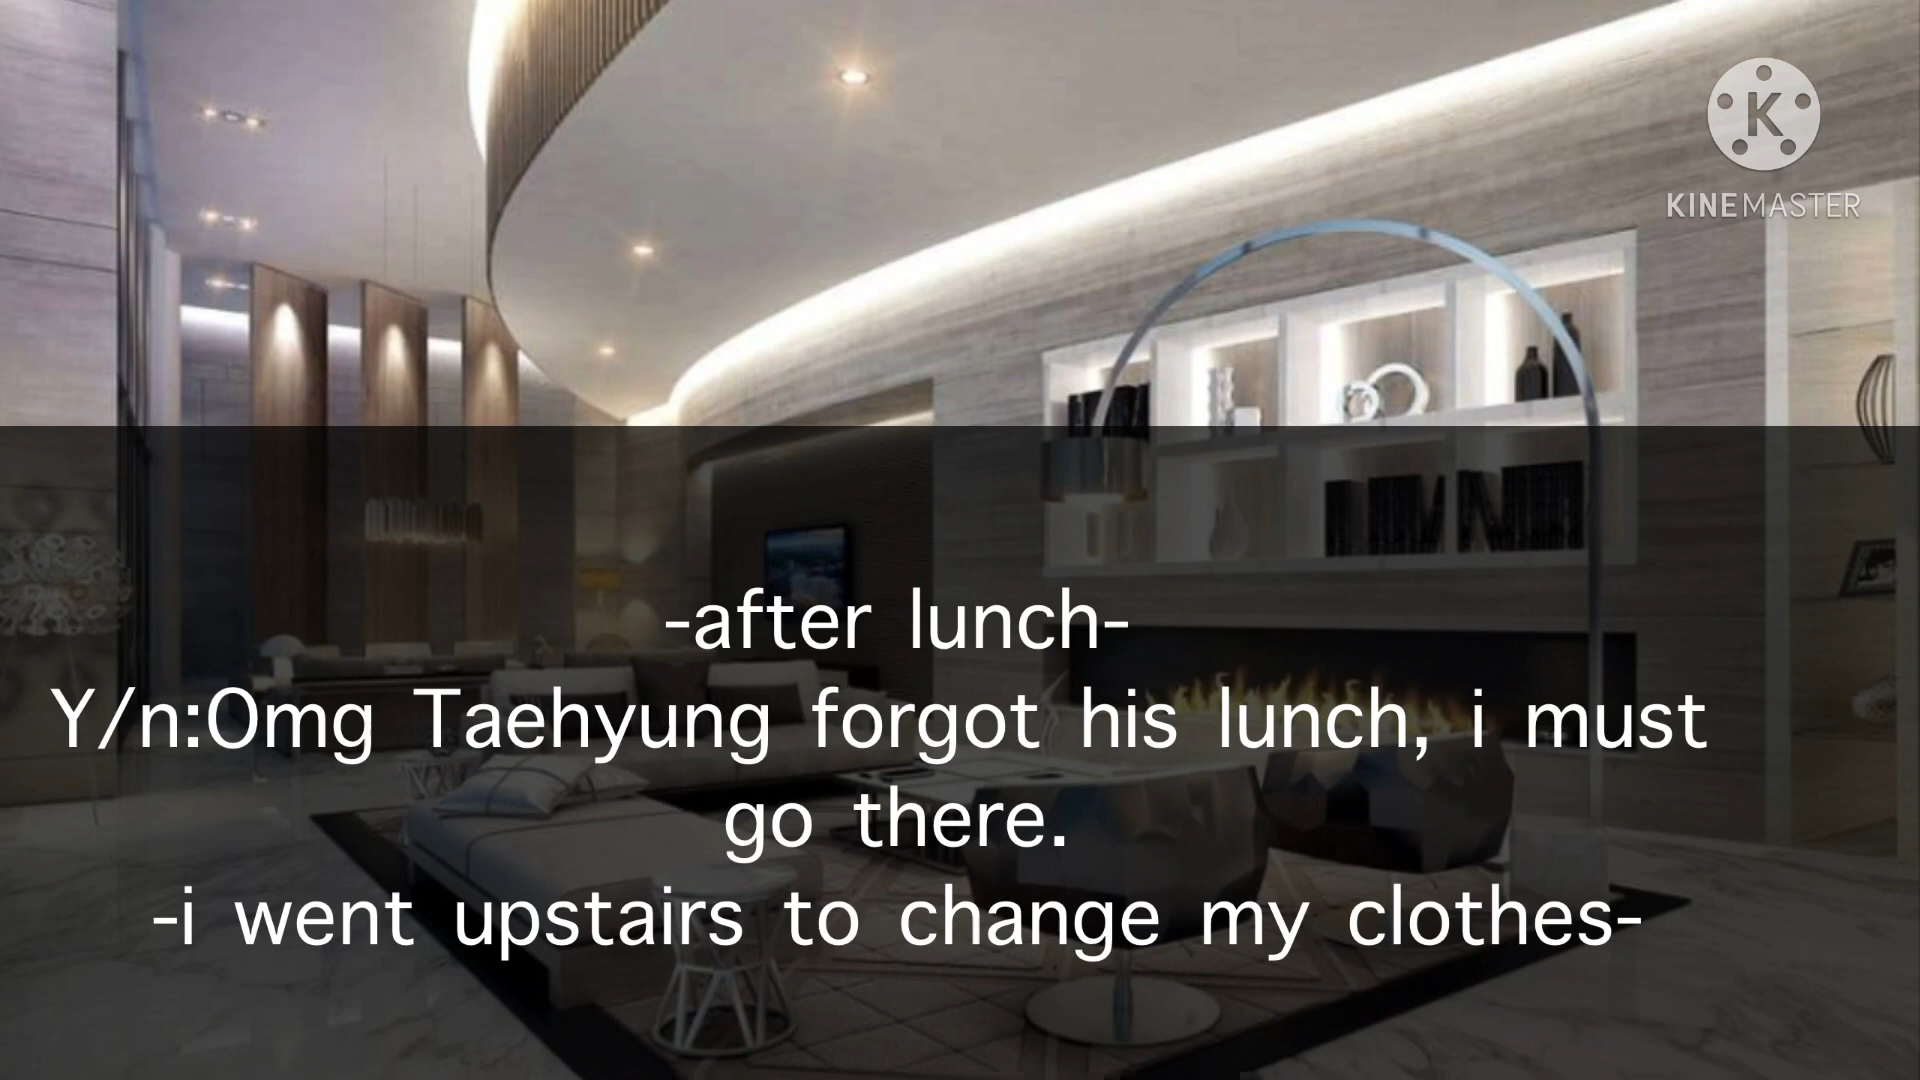 K
KINEMASTER
-after lunch-
Y/n:Omg Taehyung forgot his lunch, i must
go there.
-i went upstairs to change my clothes-